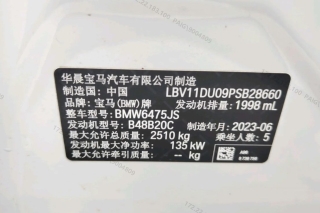 华晨宝马汽车有限公司制造
制造国：中国 LBV11DU09PSB28660
品牌：宝马(BMW)牌 发动机排量：1998 mL
整车型号：BMW6475JS
发动机型号：B48B20C 制造年月：2023-06
发动机最大净功率：135 kW 乘坐人数：5
最大允许总质量：2510 kg
最大允许牵引质量：- kg